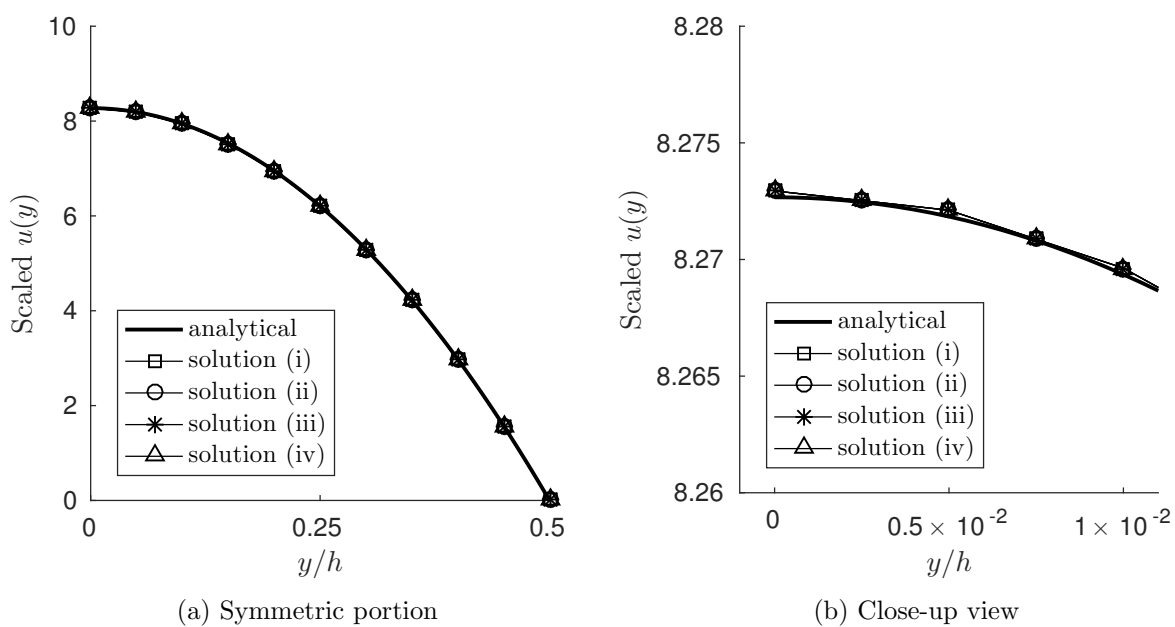 10
8
6
4
2
0
Scaled u(y)
analytical
solution (i)
solution (ii)
solution (iii)
solution (iv)
0
0.25
0.5
y/h
(a) Symmetric portion
8.28
8.275
8.27
8.265
8.26
Scaled u(y)
analytical
solution (i)
solution (ii)
solution (iii)
solution (iv)
0
0.5 × 10^-2
1 × 10^-2
y/h
(b) Close-up view